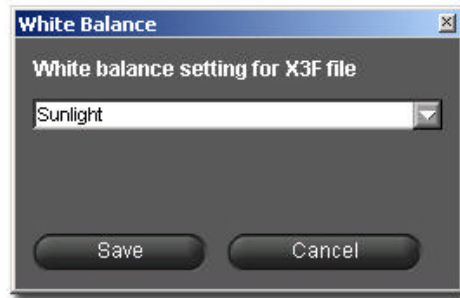 White Balance
White balance setting for X3F file
Sunlight
Save Cancel